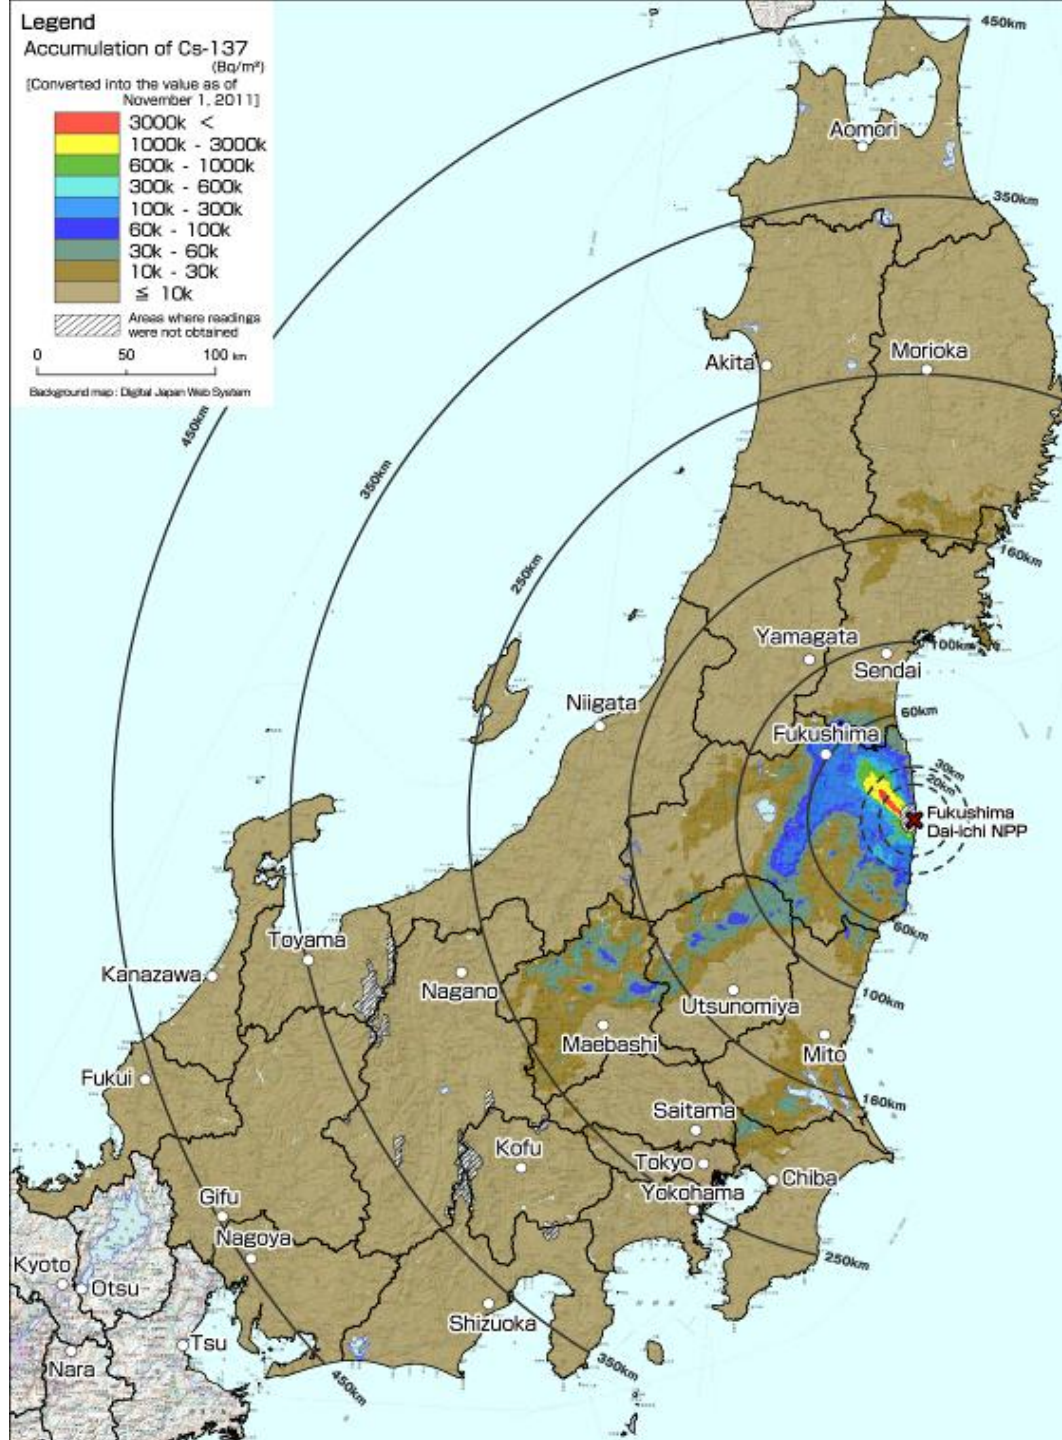 Legend
Accumulation of Cs-137
(Bq/m²)
[Converted into the value as of
November 1, 2011]
3000k <
1000k - 3000k
600k - 1000k
300k - 600k
100k - 300k
60k - 100k
30k - 60k
10k - 30k
≦ 10k
Areas where readings
were not obtained
0 50 100 km
Background map : Digital Japan Web System
450km
Aomori
350km
Akita
Morioka
450km
350km
250km
160km
Yamagata
100km
Sendai
Niigata
60km
Fukushima
30km
20km
Fukushima
Dai-ichi NPP
60km
Toyama
Kanazawa
Nagano
Utsunomiya
100km
Maebashi
Mito
Fukui
160km
Saitama
Kofu
Tokyo
Chiba
Yokohama
Gifu
Nagoya
250km
Kyoto
Otsu
Shizuoka
Tsu
Nara
350km
450km